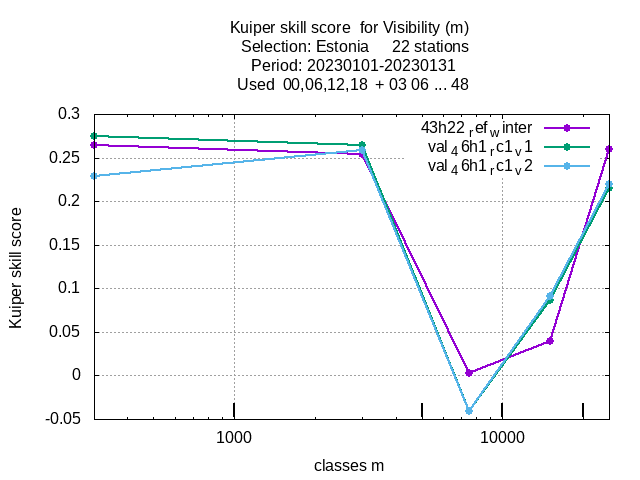 Kuiper skill score for Visibility (m)
Selection: Estonia 22 stations
Period: 20230101-20230131
Used 00,06,12,18 + 03 06 ... 48
0.3
0.25
0.2
0.15
0.1
0.05
0
-0.05
Kuiper skill score
43h22_ref_winter
val_46h1_rc1_v1
val_46h1_rc1_v2
1000 10000
classes m